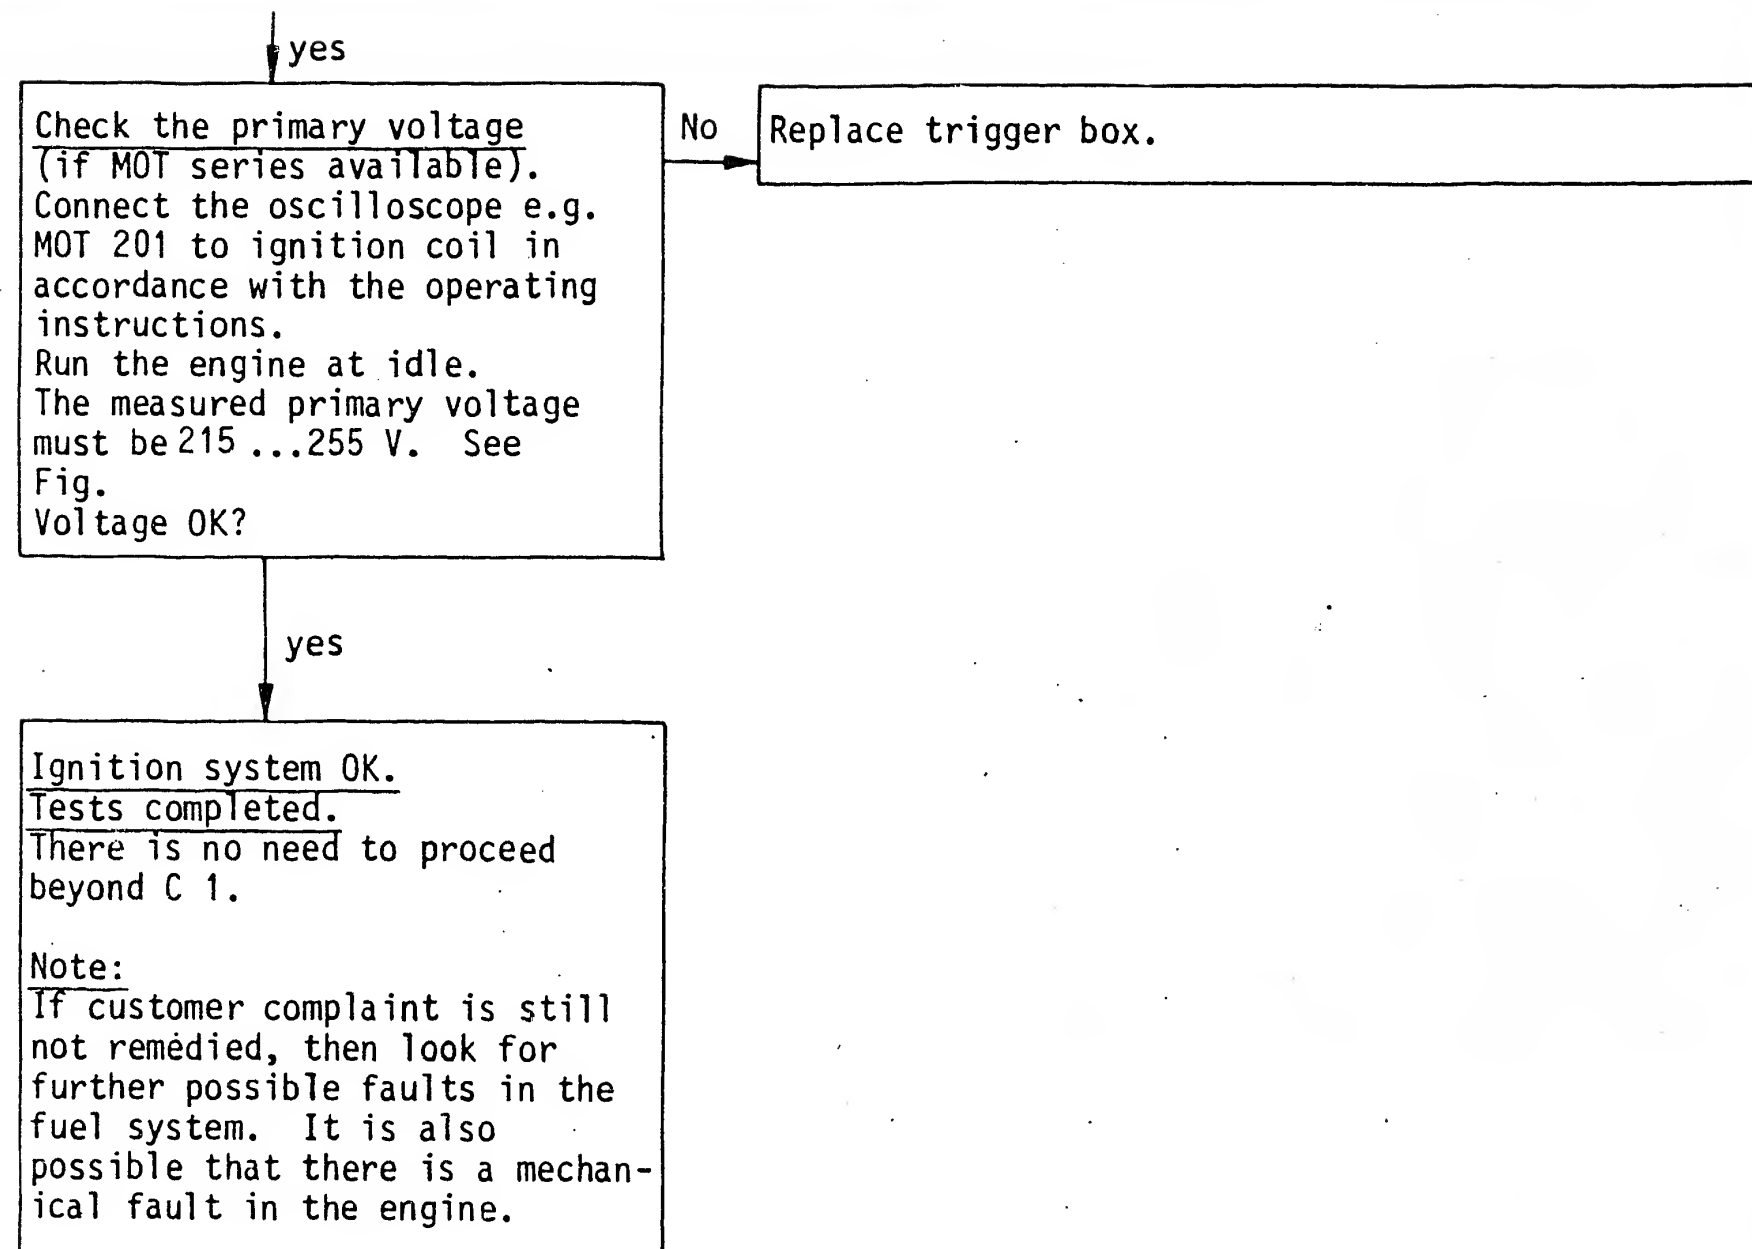 yes
Check the primary voltage
(if MOT series available).
Connect the oscilloscope e.g.
MOT 201 to ignition coil in
accordance with the operating
instructions.
Run the engine at idle.
The measured primary voltage
must be 215 ...255 V. See
Fig.
Voltage OK?
No
Replace trigger box.
yes
Ignition system OK.
Tests completed.
There is no need to proceed
beyond C 1.
Note:
If customer complaint is still
not remedied, then look for
further possible faults in the
fuel system. It is also
possible that there is a mechan-
ical fault in the engine.